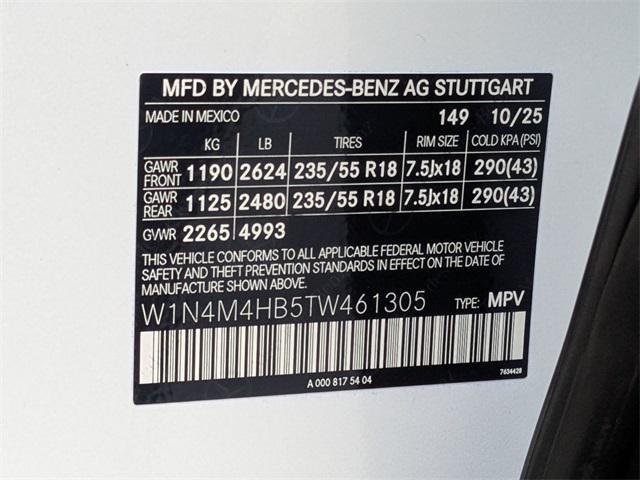 MFD BY MERCEDES-BENZ AG STUTTGART
MADE IN MEXICO 149 10/25
KG LB TIRES RIM SIZE COLD KPA(PSI)
GAWR FRONT 1190 2624 235/55 R18 7.5Jx18 290(43)
GAWR REAR 1125 2480 235/55 R18 7.5Jx18 290(43)
GVWR 2265 4993
THIS VEHICLE CONFORMS TO ALL APPLICABLE FEDERAL MOTOR VEHICLE
SAFETY AND THEFT PREVENTION STANDARDS IN EFFECT ON THE DATE OF
MANUFACTURE SHOWN ABOVE.
W1N4M4HB5TW461305 TYPE: MPV
A 000 817 54 04
7634428